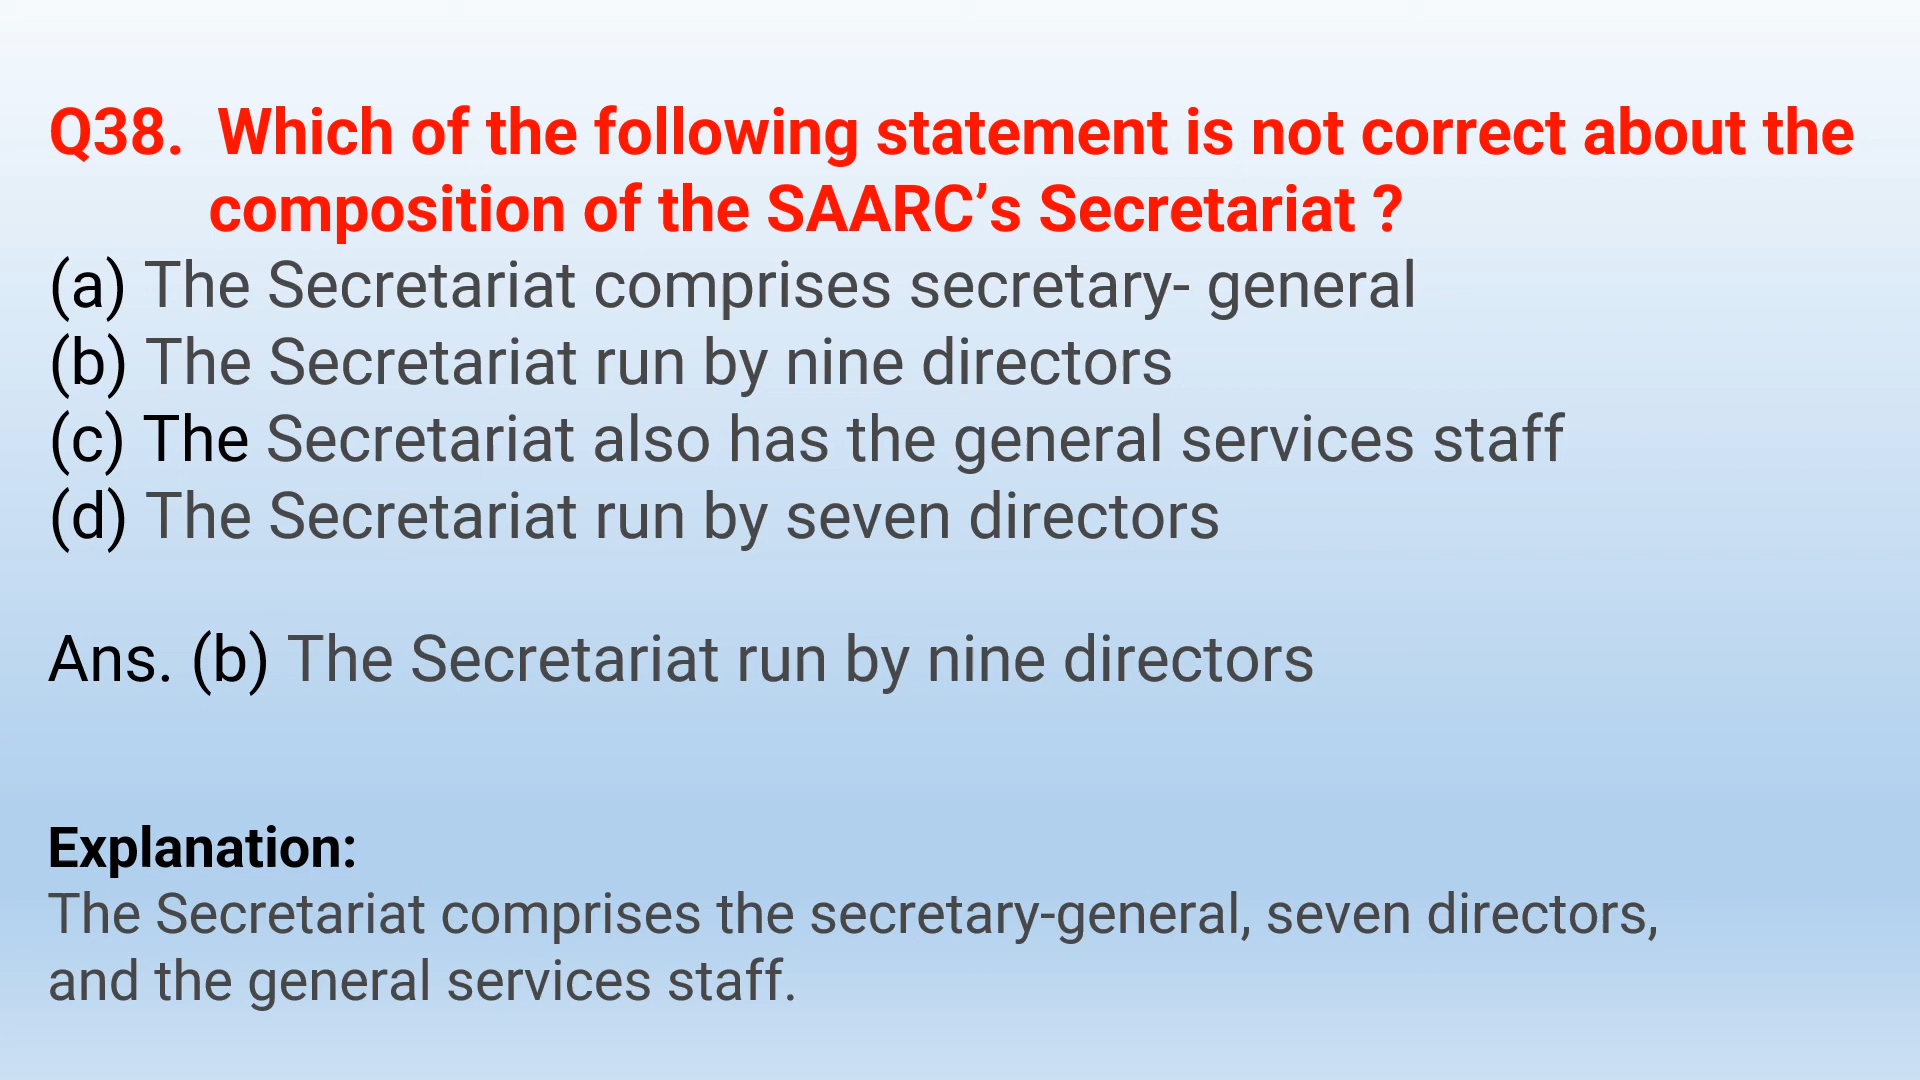 Q38.  Which of the following statement is not correct about the
composition of the SAARC’s Secretariat ?
(a) The Secretariat comprises secretary- general
(b) The Secretariat run by nine directors
(c) The Secretariat also has the general services staff
(d) The Secretariat run by seven directors
Ans. (b) The Secretariat run by nine directors
Explanation:
The Secretariat comprises the secretary-general, seven directors,
and the general services staff.